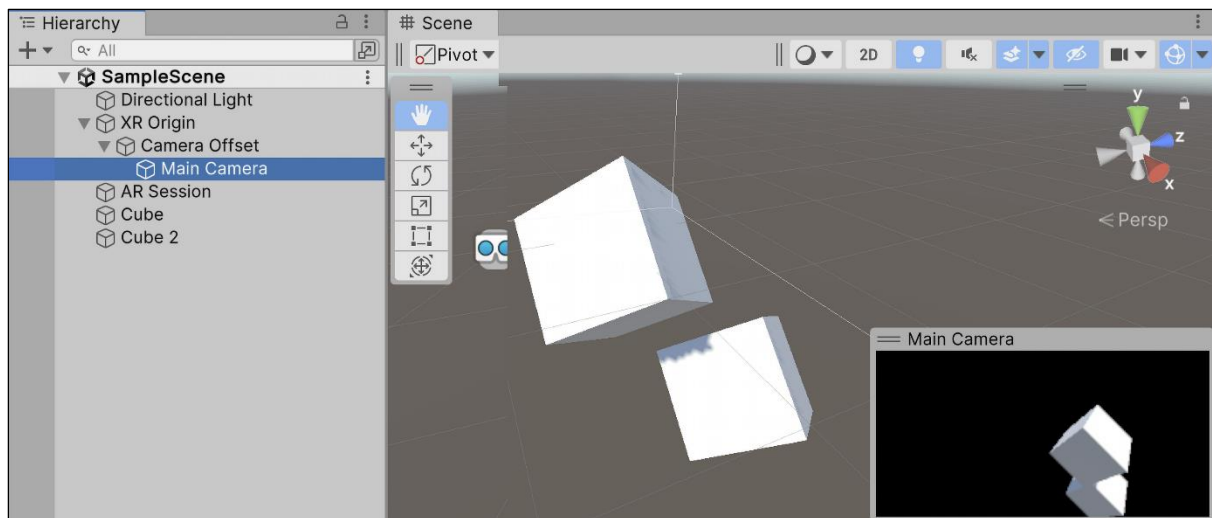 Hierarchy
All
SampleScene
Directional Light
XR Origin
Camera Offset
Main Camera
AR Session
Cube
Cube 2
Scene
Pivot
2D
y
z
x
Persp
Main Camera